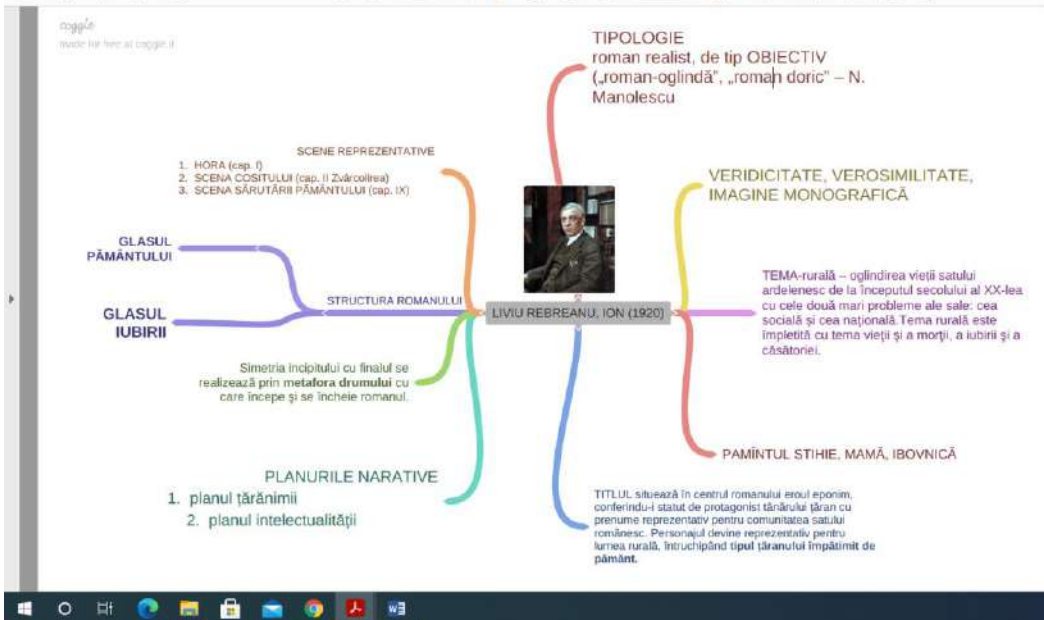 coggle
made for free at coggle.it
TIPOLOGIE
roman realist, de tip OBIECTIV
(„roman-oglindă”, „roman doric” – N.
Manolescu
SCENE REPREZENTATIVE
1. HORA (cap. I)
2. SCENA COSITULUI (cap. II Zvârcolirea)
3. SCENA SĂRUTĂRII PĂMÂNTULUI (cap. IX)
VERIDICITATE, VEROSIMILITATE,
IMAGINE MONOGRAFICĂ
GLASUL
PĂMÂNTULUI
GLASUL
IUBIRII
STRUCTURA ROMANULUI
LIVIU REBREANU, ION (1920)
TEMA-rurală – oglindirea vieții satului
ardelenesc de la începutul secolului al XX-lea
cu cele două mari probleme ale sale: cea
socială și cea națională.Tema rurală este
împletită cu tema vieţii şi a morţii, a iubirii şi a
căsătoriei.
Simetria incipitului cu finalul se
realizează prin metafora drumului cu
care începe şi se încheie romanul.
PAMÎNTUL STIHIE, MAMĂ, IBOVNICĂ
PLANURILE NARATIVE
1. planul țărănimii
2. planul intelectualității
TITLUL situează în centrul romanului eroul eponim,
conferindu-i statut de protagonist tânărului țăran cu
prenume reprezentativ pentru comunitatea satului
românesc. Personajul devine reprezentativ pentru
lumea rurală, întruchipând tipul țăranului împătimit de
pământ.